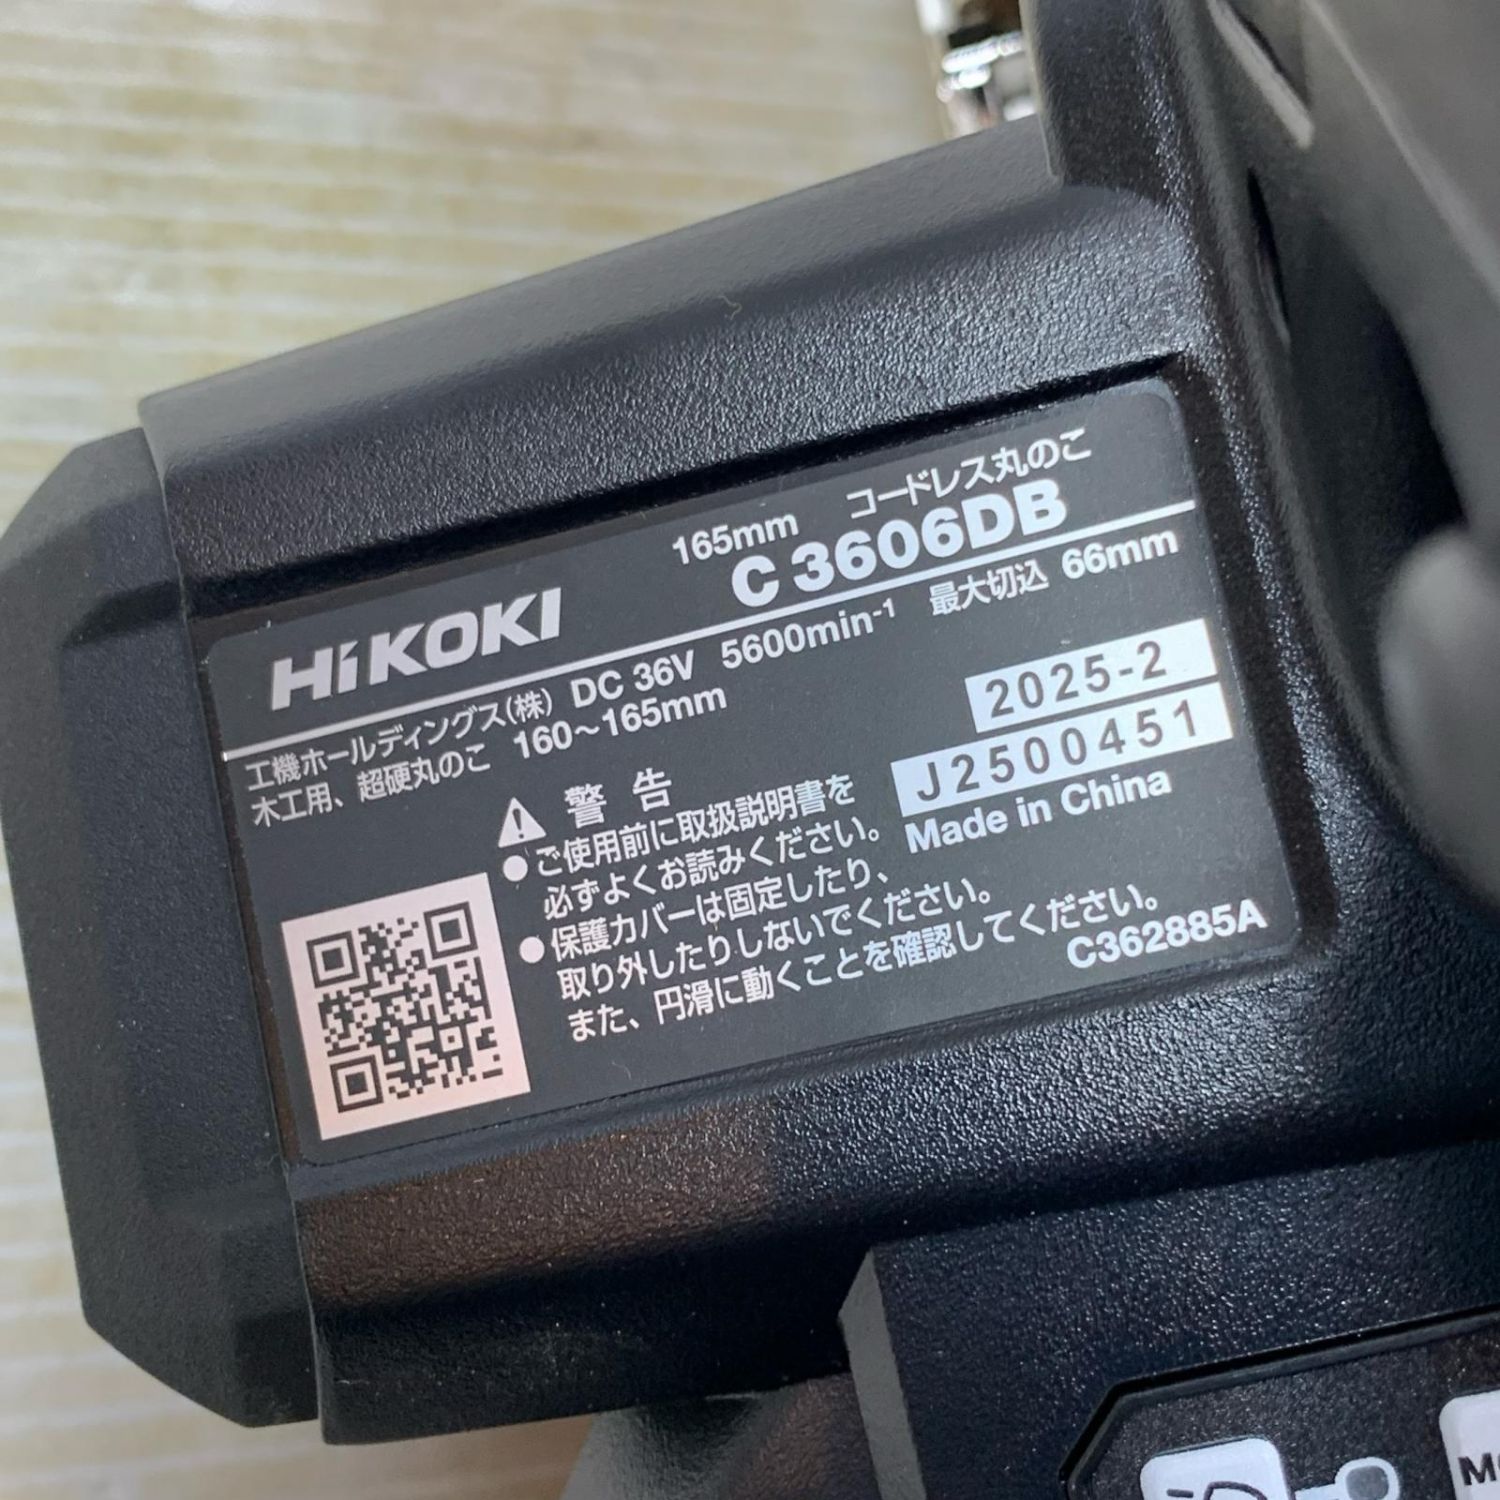 165mm コードレス丸のこ
HiKOKI C 3606DB
工機ホールディングス(株) DC 36V 5600min-1 最大切込 66mm
木工用、超硬丸のこ 160～165mm
2025-2
J2500451
Made in China
⚠ 警告
●ご使用前に取扱説明書を
必ずよくお読みください。
●保護カバーは固定したり、
取り外したりしないでください。
また、円滑に動くことを確認してください。
C362885A